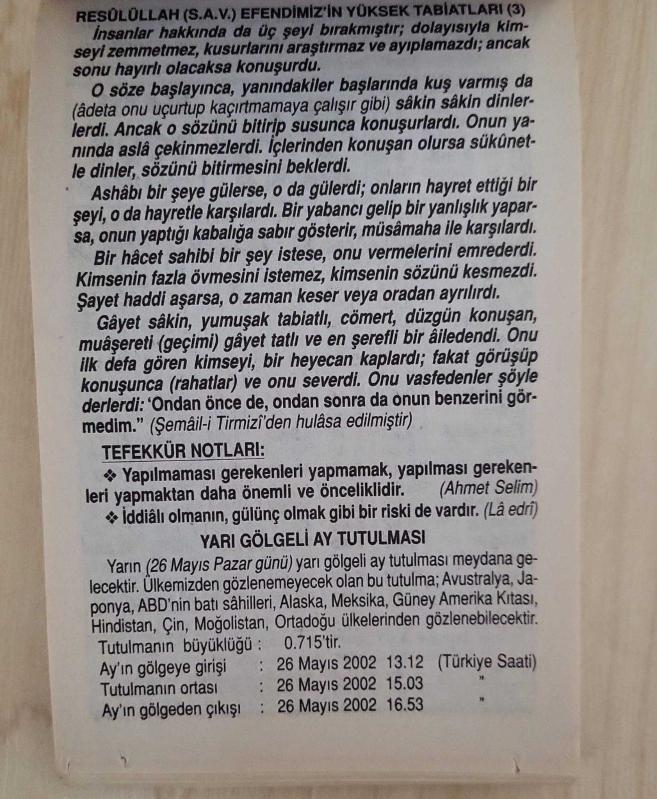 RESÛLÛLLAH (S.A.V.) EFENDİMİZ'İN YÜKSEK TABIATLARI (3)
İnsanlar hakkında da üç şeyi bırakmıştır; dolayısıyla kim-
seyi zemmetmez, kusurlarını araştırmaz ve ayıplamazdı; ancak
sonu hayırlı olacaksa konuşurdu.
O söze başlayınca, yanındakiler başlarında kuş varmış da
(âdeta onu uçurtup kaçırtmamaya çalışır gibi) sâkin sâkin dinler-
lerdi. Ancak o sözünü bitirip susunca konuşurlardı. Onun ya-
nında aslâ çekinmezlerdi. İçlerinden konuşan olursa sükûnet-
le dinler, sözünü bitirmesini beklerdi.
Ashâbı bir şeye gülerse, o da gülerdi; onların hayret ettiği bir
şeyi, o da hayretle karşılardı. Bir yabancı gelip bir yanlışlık yapar-
sa, onun yaptığı kabalığa sabır gösterir, müsâmaha ile karşılardı.
Bir hâcet sahibi bir şey istese, onu vermelerini emrederdi.
Kimsenin fazla övmesini istemez, kimsenin sözünü kesmezdi.
Şayet haddi aşarsa, o zaman keser veya oradan ayrılırdı.
Gâyet sâkin, yumuşak tabiatlı, cömert, düzgün konuşan,
muâşereti (geçimi) gâyet tatlı ve en şerefli bir âiledendi. Onu
ilk defa gören kimseyi, bir heyecan kaplardı; fakat görüşüp
konuşunca (rahatlar) ve onu severdi. Onu vasfedenler şöyle
derlerdi: 'Ondan önce de, ondan sonra da onun benzerini gör-
medim." (Şemâil-i Tirmizî'den hulâsa edilmiştir)
TEFEKKÜR NOTLARI:
❖ Yapılmaması gerekenleri yapmamak, yapılması gereken-
leri yapmaktan daha önemli ve önceliklidir. (Ahmet Selim)
❖ İddiâlı olmanın, gülünç olmak gibi bir riski de vardır. (Lâ edrî)
YARI GÖLGELİ AY TUTULMASI
Yarın (26 Mayıs Pazar günü) yarı gölgeli ay tutulması meydana ge-
lecektir. Ülkemizden gözlenemeyecek olan bu tutulma; Avustralya, Ja-
ponya, ABD'nin batı sâhilleri, Alaska, Meksika, Güney Amerika Kıtası,
Hindistan, Çin, Moğolistan, Ortadoğu ülkelerinden gözlenebilecektir.
Tutulmanın büyüklüğü : 0.715'tir.
Ay'ın gölgeye girişi : 26 Mayıs 2002 13.12 (Türkiye Saati)
Tutulmanın ortası : 26 Mayıs 2002 15.03 "
Ay'ın gölgeden çıkışı : 26 Mayıs 2002 16.53 "